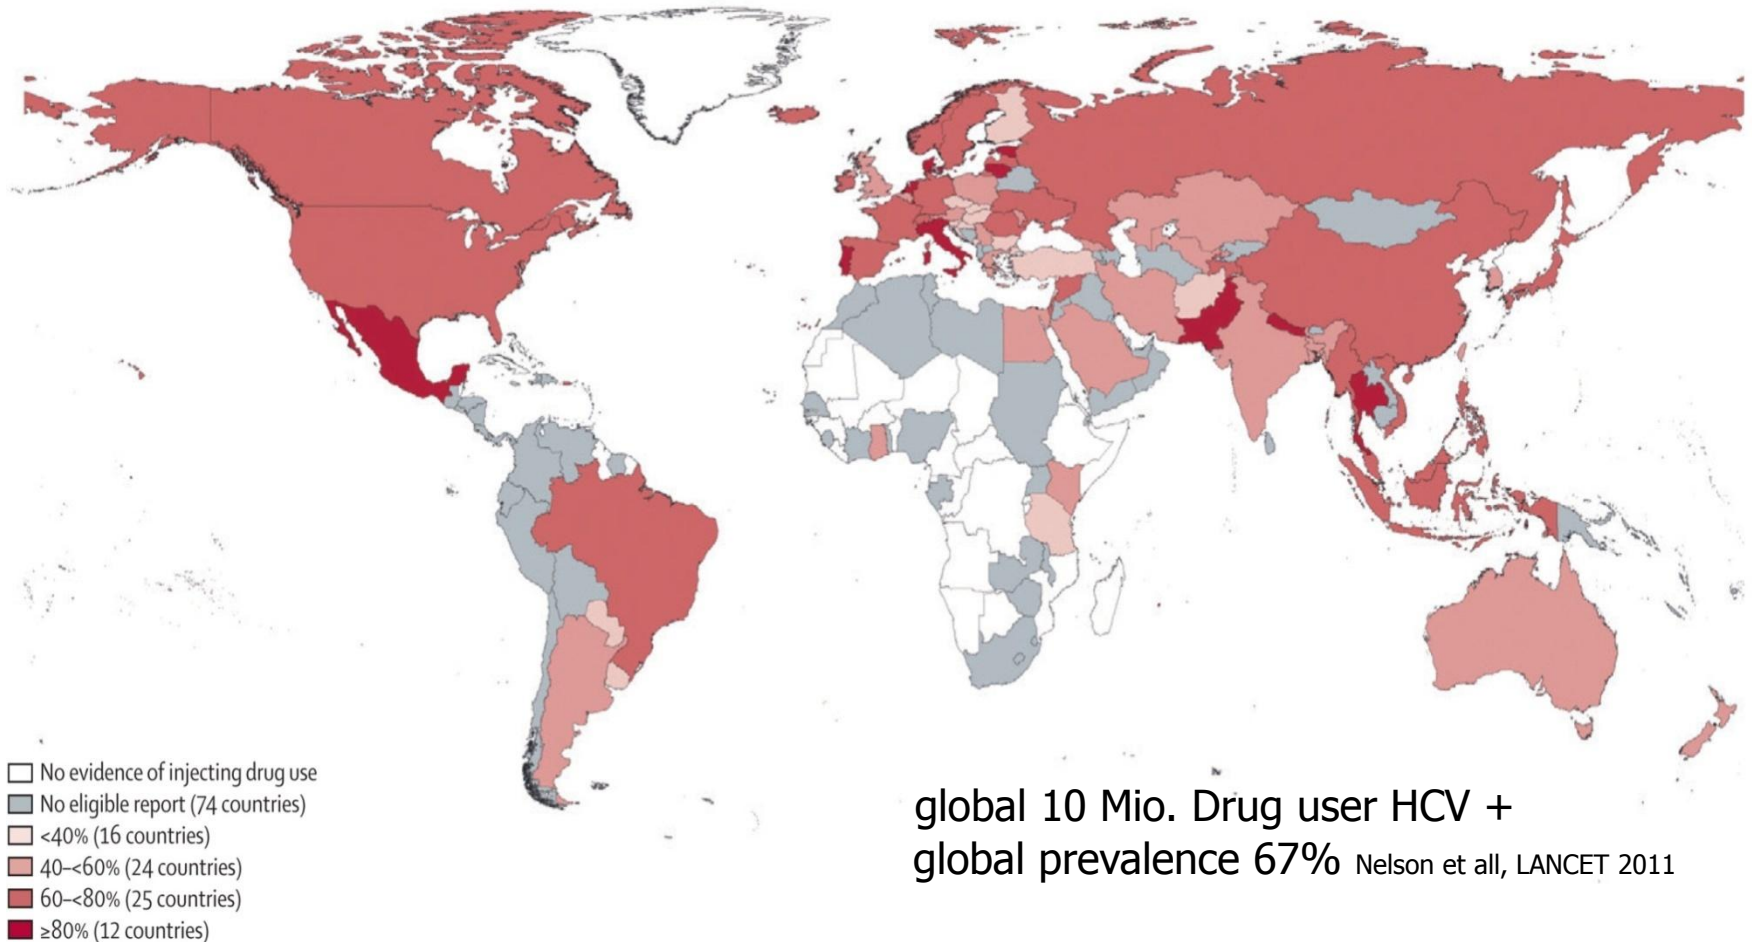 No evidence of injecting drug use
No eligible report (74 countries)
<40% (16 countries)
40–<60% (24 countries)
60–<80% (25 countries)
≥80% (12 countries)
global 10 Mio. Drug user HCV +
global prevalence 67% Nelson et all, LANCET 2011